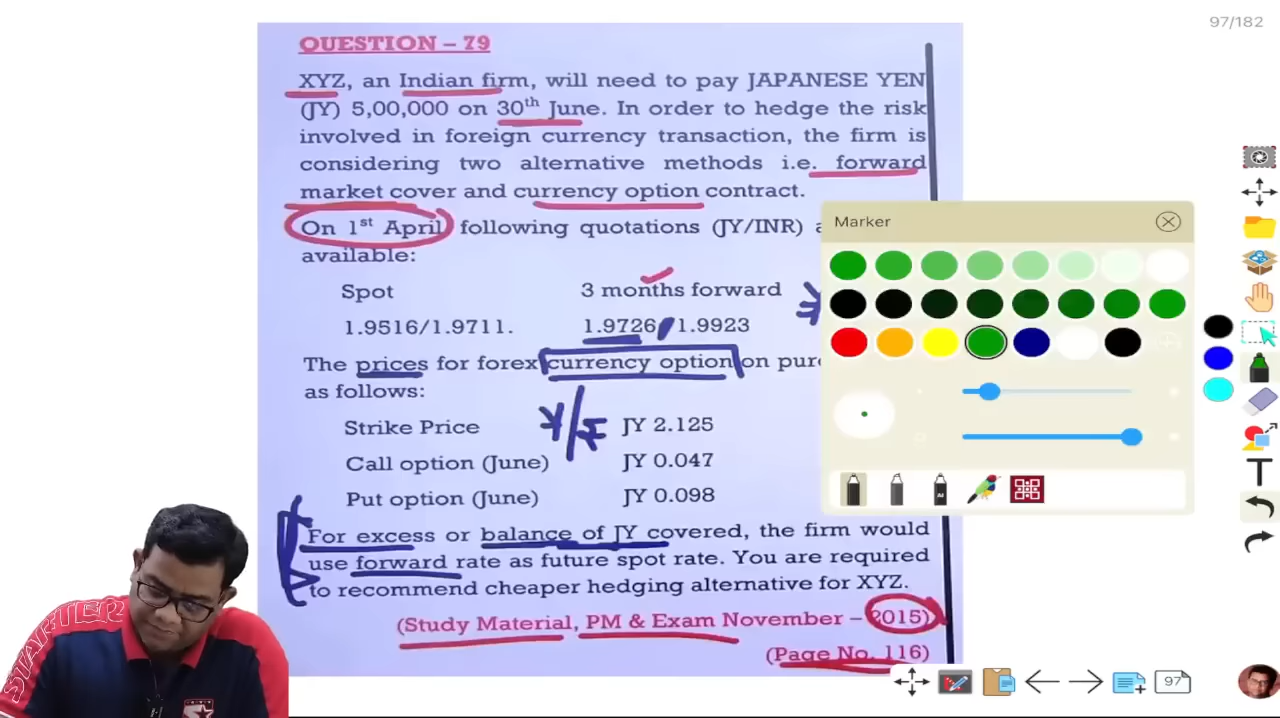 97/182
QUESTION – 79
XYZ, an Indian firm, will need to pay JAPANESE YEN
(JY) 5,00,000 on 30th June. In order to hedge the risk
involved in foreign currency transaction, the firm is
considering two alternative methods i.e. forward
market cover and currency option contract.
On 1st April following quotations (JY/INR)
available:
Spot 3 months forward
1.9516/1.9711. 1.9726/1.9923
The prices for forex currency option on
as follows:
Strike Price ¥/₹ JY 2.125
Call option (June) JY 0.047
Put option (June) JY 0.098
For excess or balance of JY covered, the firm would
use forward rate as future spot rate. You are required
to recommend cheaper hedging alternative for XYZ.
(Study Material, PM & Exam November – 2015)
(Page No. 116)
Marker
AI
T
97
STARTER